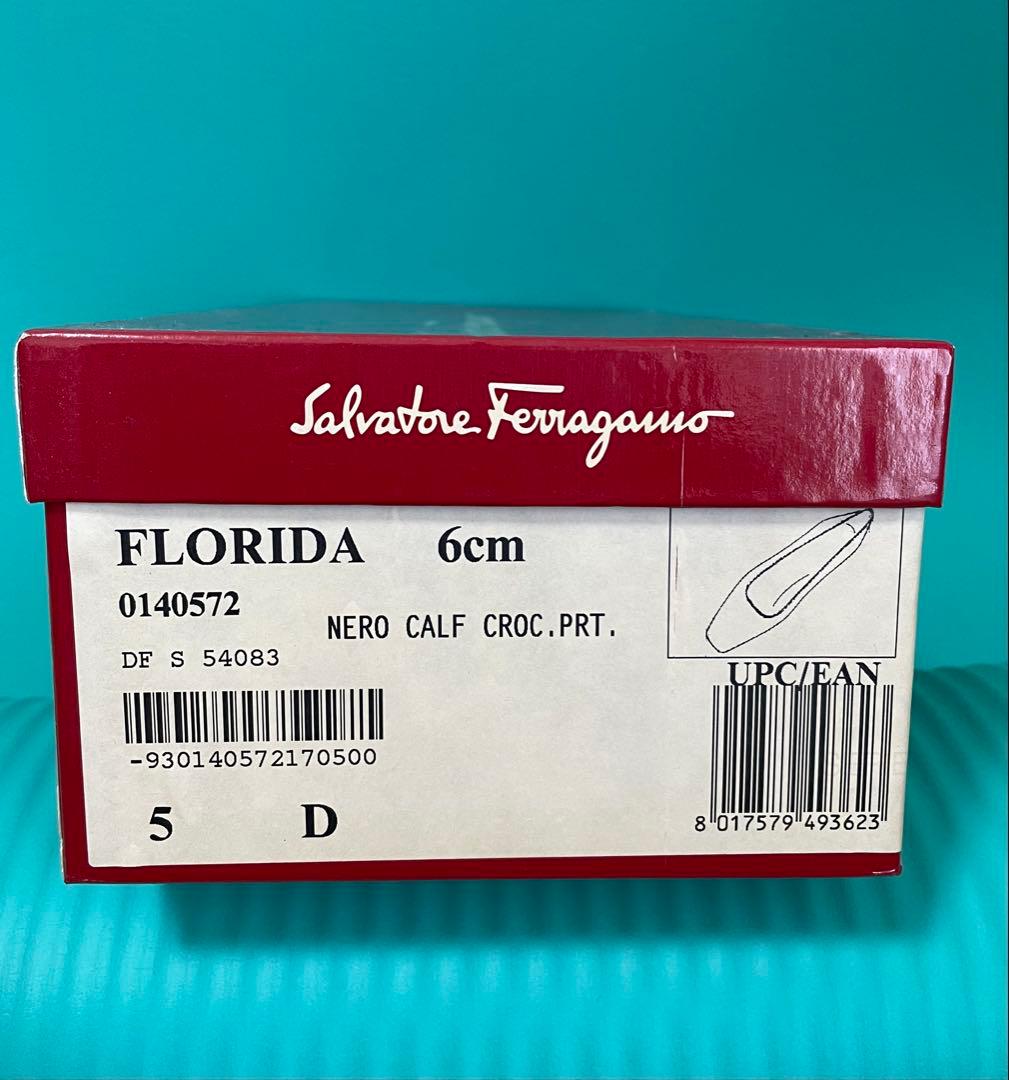 Salvatore Ferragamo
FLORIDA 6cm
0140572
NERO CALF CROC.PRT.
DF S 54083
UPC/EAN
-930140572170500
8 017579 493623
5 D